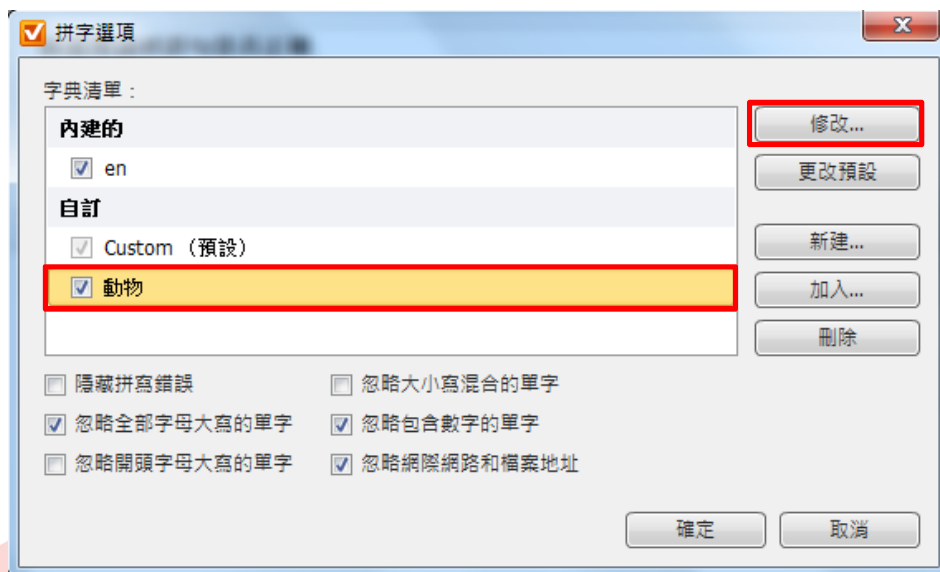 拼字選項
字典清單：
內建的
修改...
en
更改預設
自訂
Custom （預設）
新建...
動物
加入...
刪除
隱藏拼寫錯誤
忽略大小寫混合的單字
忽略全部字母大寫的單字
忽略包含數字的單字
忽略開頭字母大寫的單字
忽略網際網路和檔案地址
確定
取消